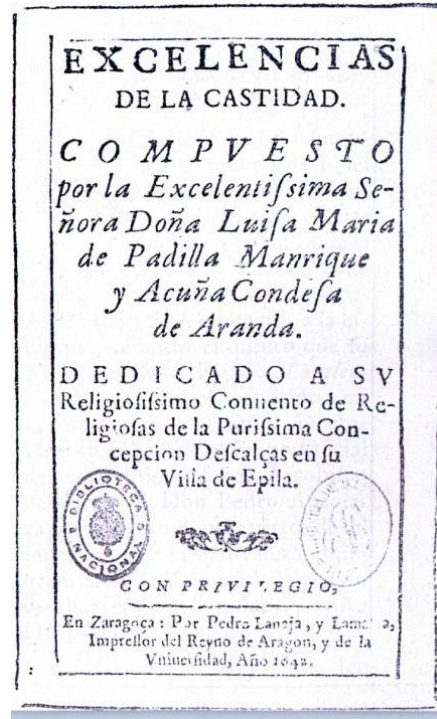 EXCELENCIAS
DE LA CASTIDAD.
COMPVESTO
por la Excelentiſsima Se-
ñora Doña Luiſa Maria
de Padilla Manrique
y Acuña Condeſa
de Aranda.
DEDICADO A SV
Religioſiſsimo Conuento de Re-
ligioſas de la Puriſsima Con-
cepcion Deſcalças en ſu
Villa de Epila.
BIBLIOTECA
NACIONAL
CON PRIVILEGIO,
En Zaragoça: Por Pedro Lanaja, y Lamarca,
Impreſſor del Reyno de Aragon, y de la
Vniuerſidad, Año 1642.